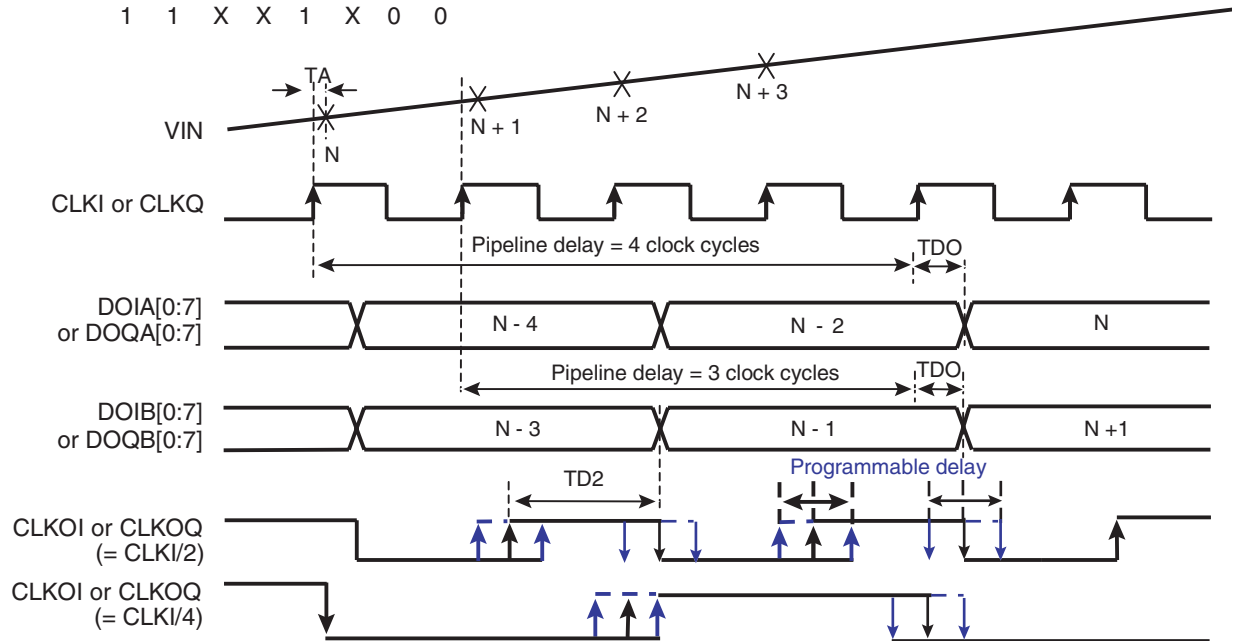 1 1 X X 1 X 0 0
TA
VIN
N
N + 1
N + 2
N + 3
CLKI or CLKQ
Pipeline delay = 4 clock cycles
TDO
DOIA[0:7]
or DOQA[0:7]
N - 4
N - 2
N
Pipeline delay = 3 clock cycles
TDO
DOIB[0:7]
or DOQB[0:7]
N - 3
N - 1
N +1
TD2
Programmable delay
CLKOI or CLKOQ
(= CLKI/2)
CLKOI or CLKOQ
(= CLKI/4)